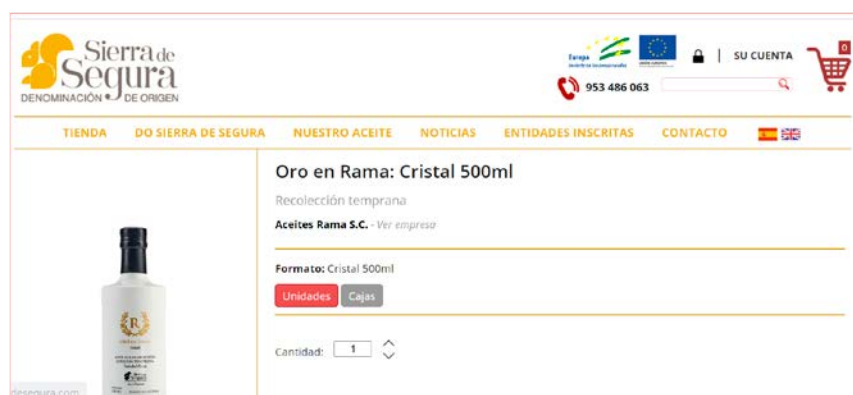 Sierra de
Segura
DENOMINACIÓN DE ORIGEN
Europa
SU CUENTA
0
953 486 063
TIENDA DO SIERRA DE SEGURA NUESTRO ACEITE NOTICIAS ENTIDADES INSCRITAS CONTACTO
Oro en Rama: Cristal 500ml
Recolección temprana
Aceites Rama S.C. - Ver empresa
Formato: Cristal 500ml
Unidades Cajas
Cantidad: 1
R
desegura.com